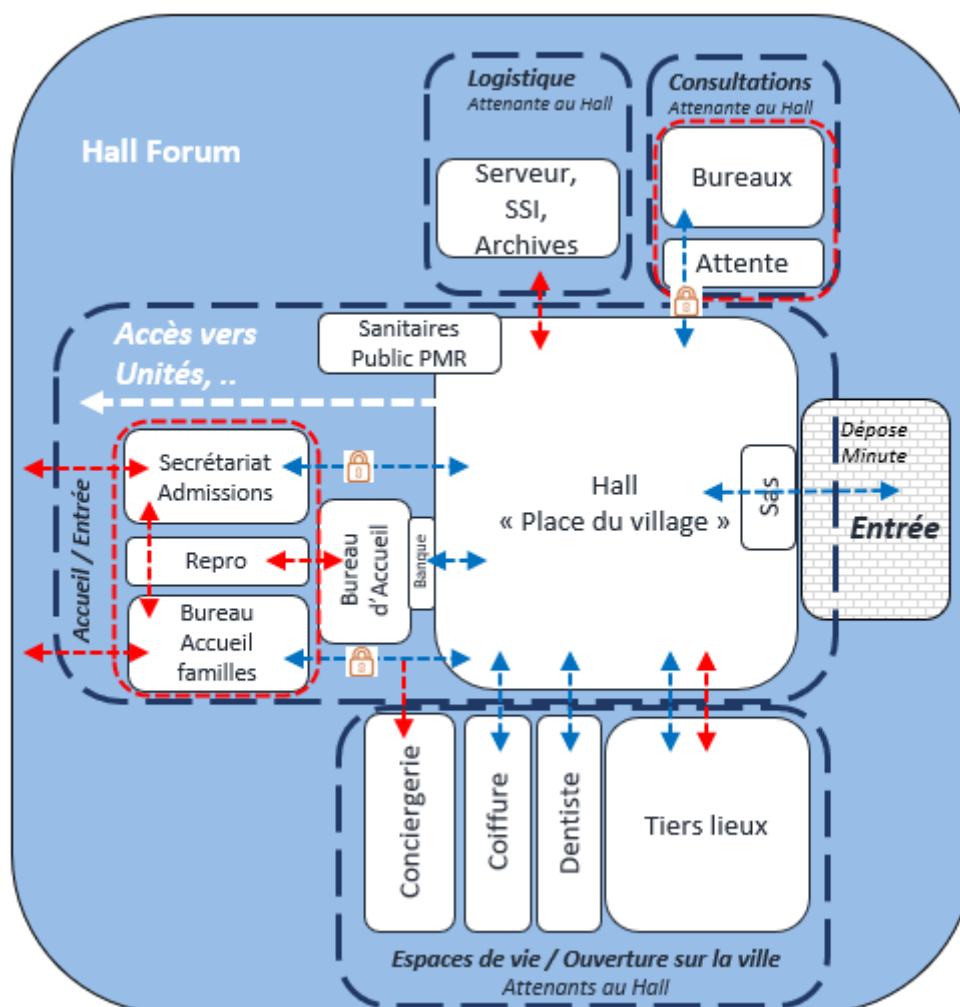 Logistique
Attenante au Hall
Consultations
Attenante au Hall
Hall Forum
Serveur,
SSI,
Archives
Bureaux
Attente
Accès vers
Unités, ..
Sanitaires
Public PMR
Accueil / Entrée
Secrétariat
Admissions
Repro
Bureau
Accueil
familles
Bureau
d'Accueil
Banque
Hall
« Place du village »
Sas
Dépose
Minute
Entrée
Conciergerie
Coiffure
Dentiste
Tiers lieux
Espaces de vie / Ouverture sur la ville
Attenants au Hall